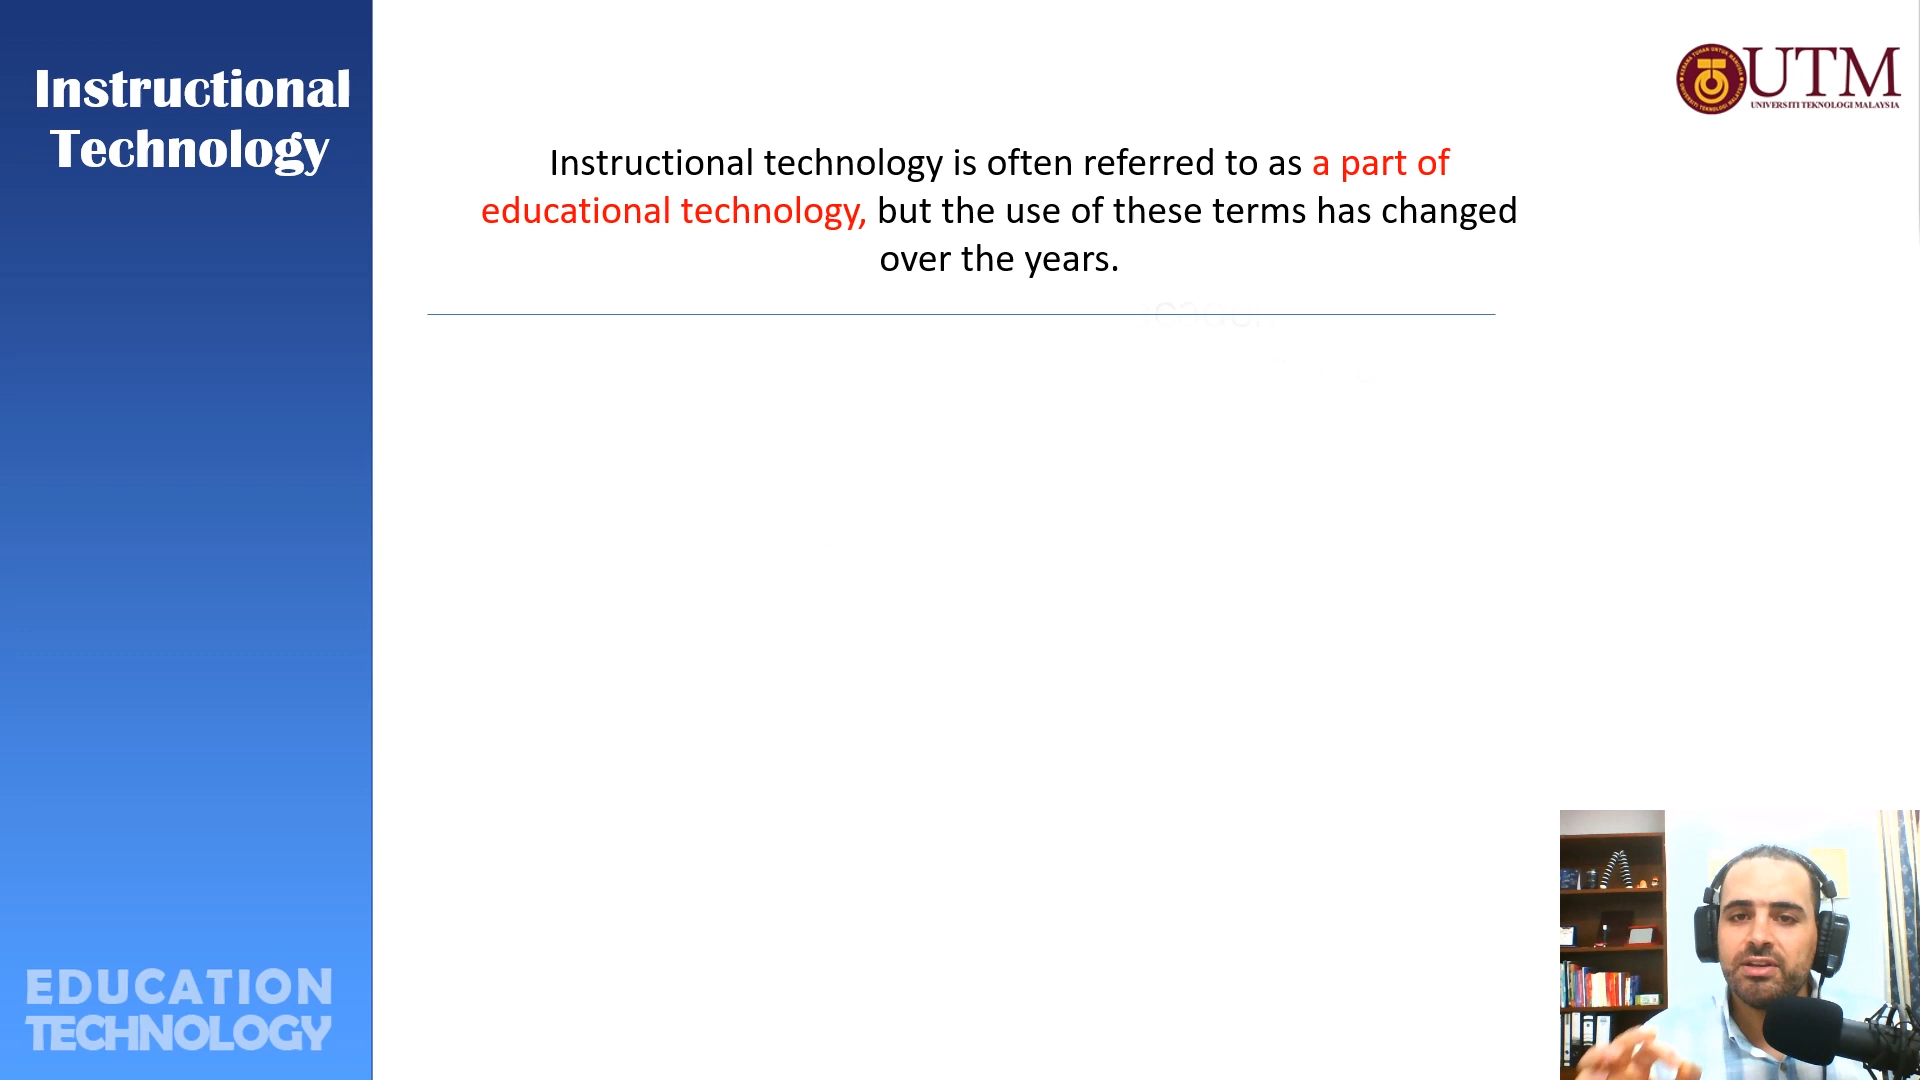 Instructional
Technology
UTM
UNIVERSITI TEKNOLOGI MALAYSIA
Instructional technology is often referred to as a part of
educational technology, but the use of these terms has changed
over the years.
EDUCATION
TECHNOLOGY